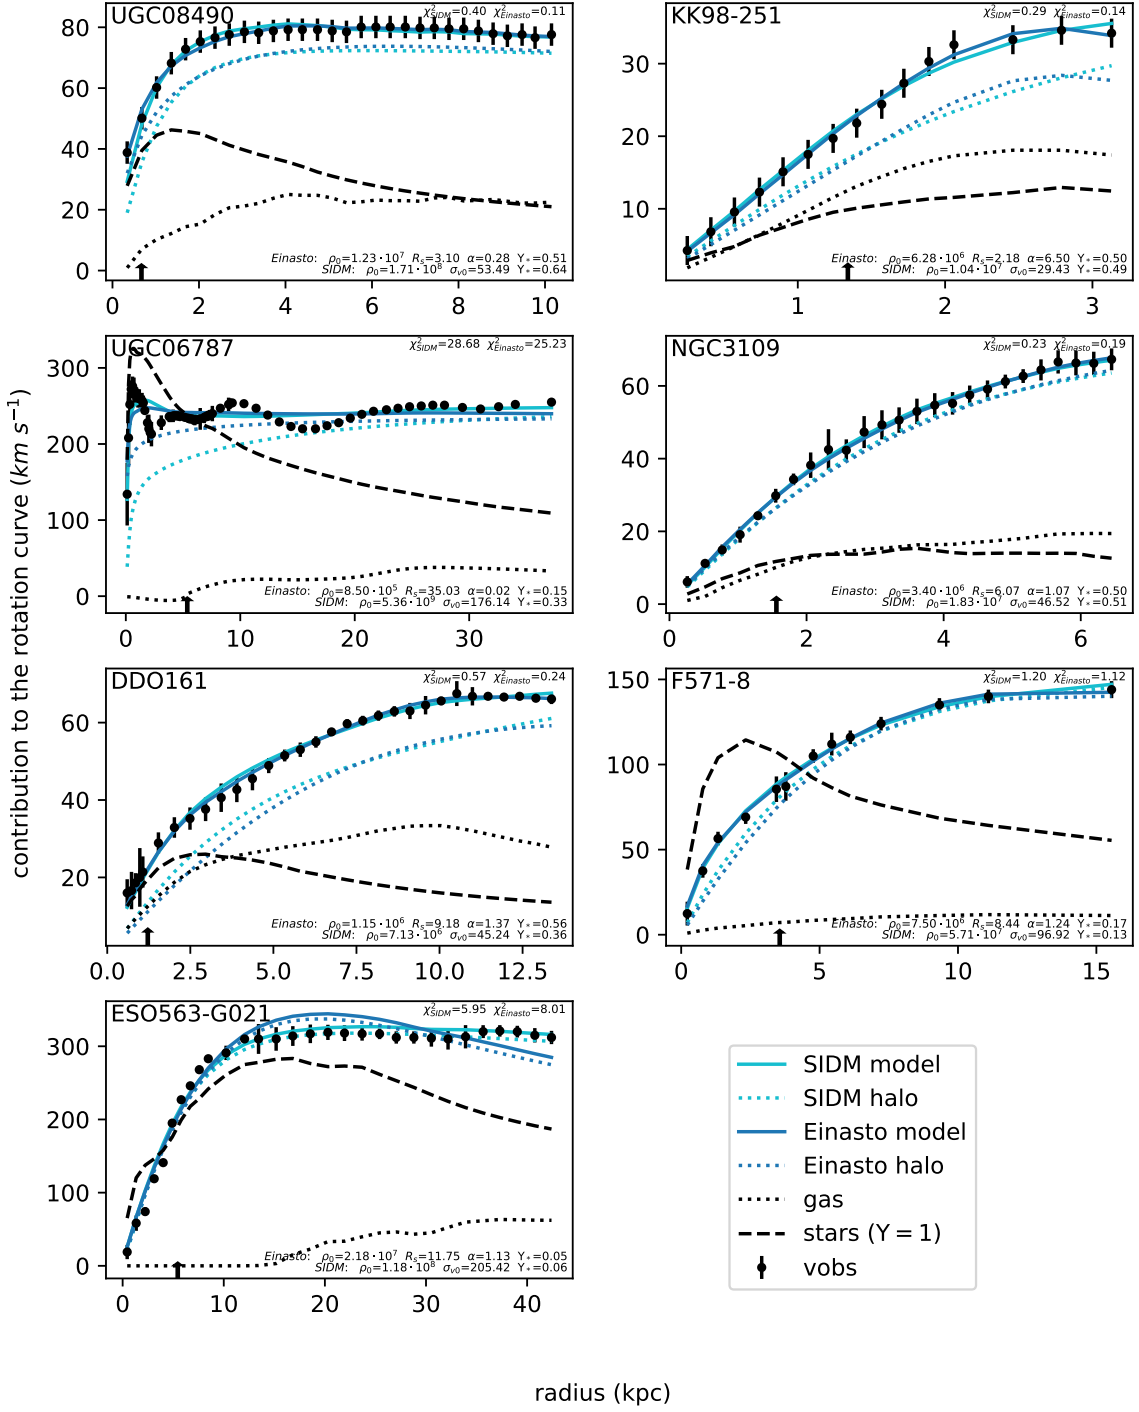 UGC08490
χ²SIDM=0.40 χ²Einasto=0.11
80
60
40
20
0
Einasto: ρ₀=1.23·10⁷ Rₛ=3.10 α=0.28 Υ*=0.51
SIDM: ρ₀=1.71·10⁸ σᵥ₀=53.49 Υ*=0.64
0 2 4 6 8 10
KK98-251
χ²SIDM=0.29 χ²Einasto=0.14
30
20
10
Einasto: ρ₀=6.28·10⁶ Rₛ=2.18 α=6.50 Υ*=0.50
SIDM: ρ₀=1.04·10⁷ σᵥ₀=29.43 Υ*=0.49
1 2 3
UGC06787
χ²SIDM=28.68 χ²Einasto=25.23
300
200
100
0
Einasto: ρ₀=8.50·10⁵ Rₛ=35.03 α=0.02 Υ*=0.15
SIDM: ρ₀=5.36·10⁹ σᵥ₀=176.14 Υ*=0.33
0 10 20 30
NGC3109
χ²SIDM=0.23 χ²Einasto=0.19
60
40
20
0
Einasto: ρ₀=3.40·10⁶ Rₛ=6.07 α=1.07 Υ*=0.50
SIDM: ρ₀=1.83·10⁷ σᵥ₀=46.52 Υ*=0.51
0 2 4 6
DDO161
χ²SIDM=0.57 χ²Einasto=0.24
60
40
20
Einasto: ρ₀=1.15·10⁶ Rₛ=9.18 α=1.37 Υ*=0.56
SIDM: ρ₀=7.13·10⁶ σᵥ₀=45.24 Υ*=0.36
0.0 2.5 5.0 7.5 10.0 12.5
F571-8
χ²SIDM=1.20 χ²Einasto=1.12
150
100
50
0
Einasto: ρ₀=7.50·10⁶ Rₛ=8.44 α=1.24 Υ*=0.17
SIDM: ρ₀=5.71·10⁷ σᵥ₀=96.92 Υ*=0.13
0 5 10 15
ESO563-G021
χ²SIDM=5.95 χ²Einasto=8.01
300
200
100
0
Einasto: ρ₀=2.18·10⁷ Rₛ=11.75 α=1.13 Υ*=0.05
SIDM: ρ₀=1.18·10⁸ σᵥ₀=205.42 Υ*=0.06
0 10 20 30 40
SIDM model
SIDM halo
Einasto model
Einasto halo
gas
stars (Υ = 1)
vobs
contribution to the rotation curve (km s⁻¹)
radius (kpc)